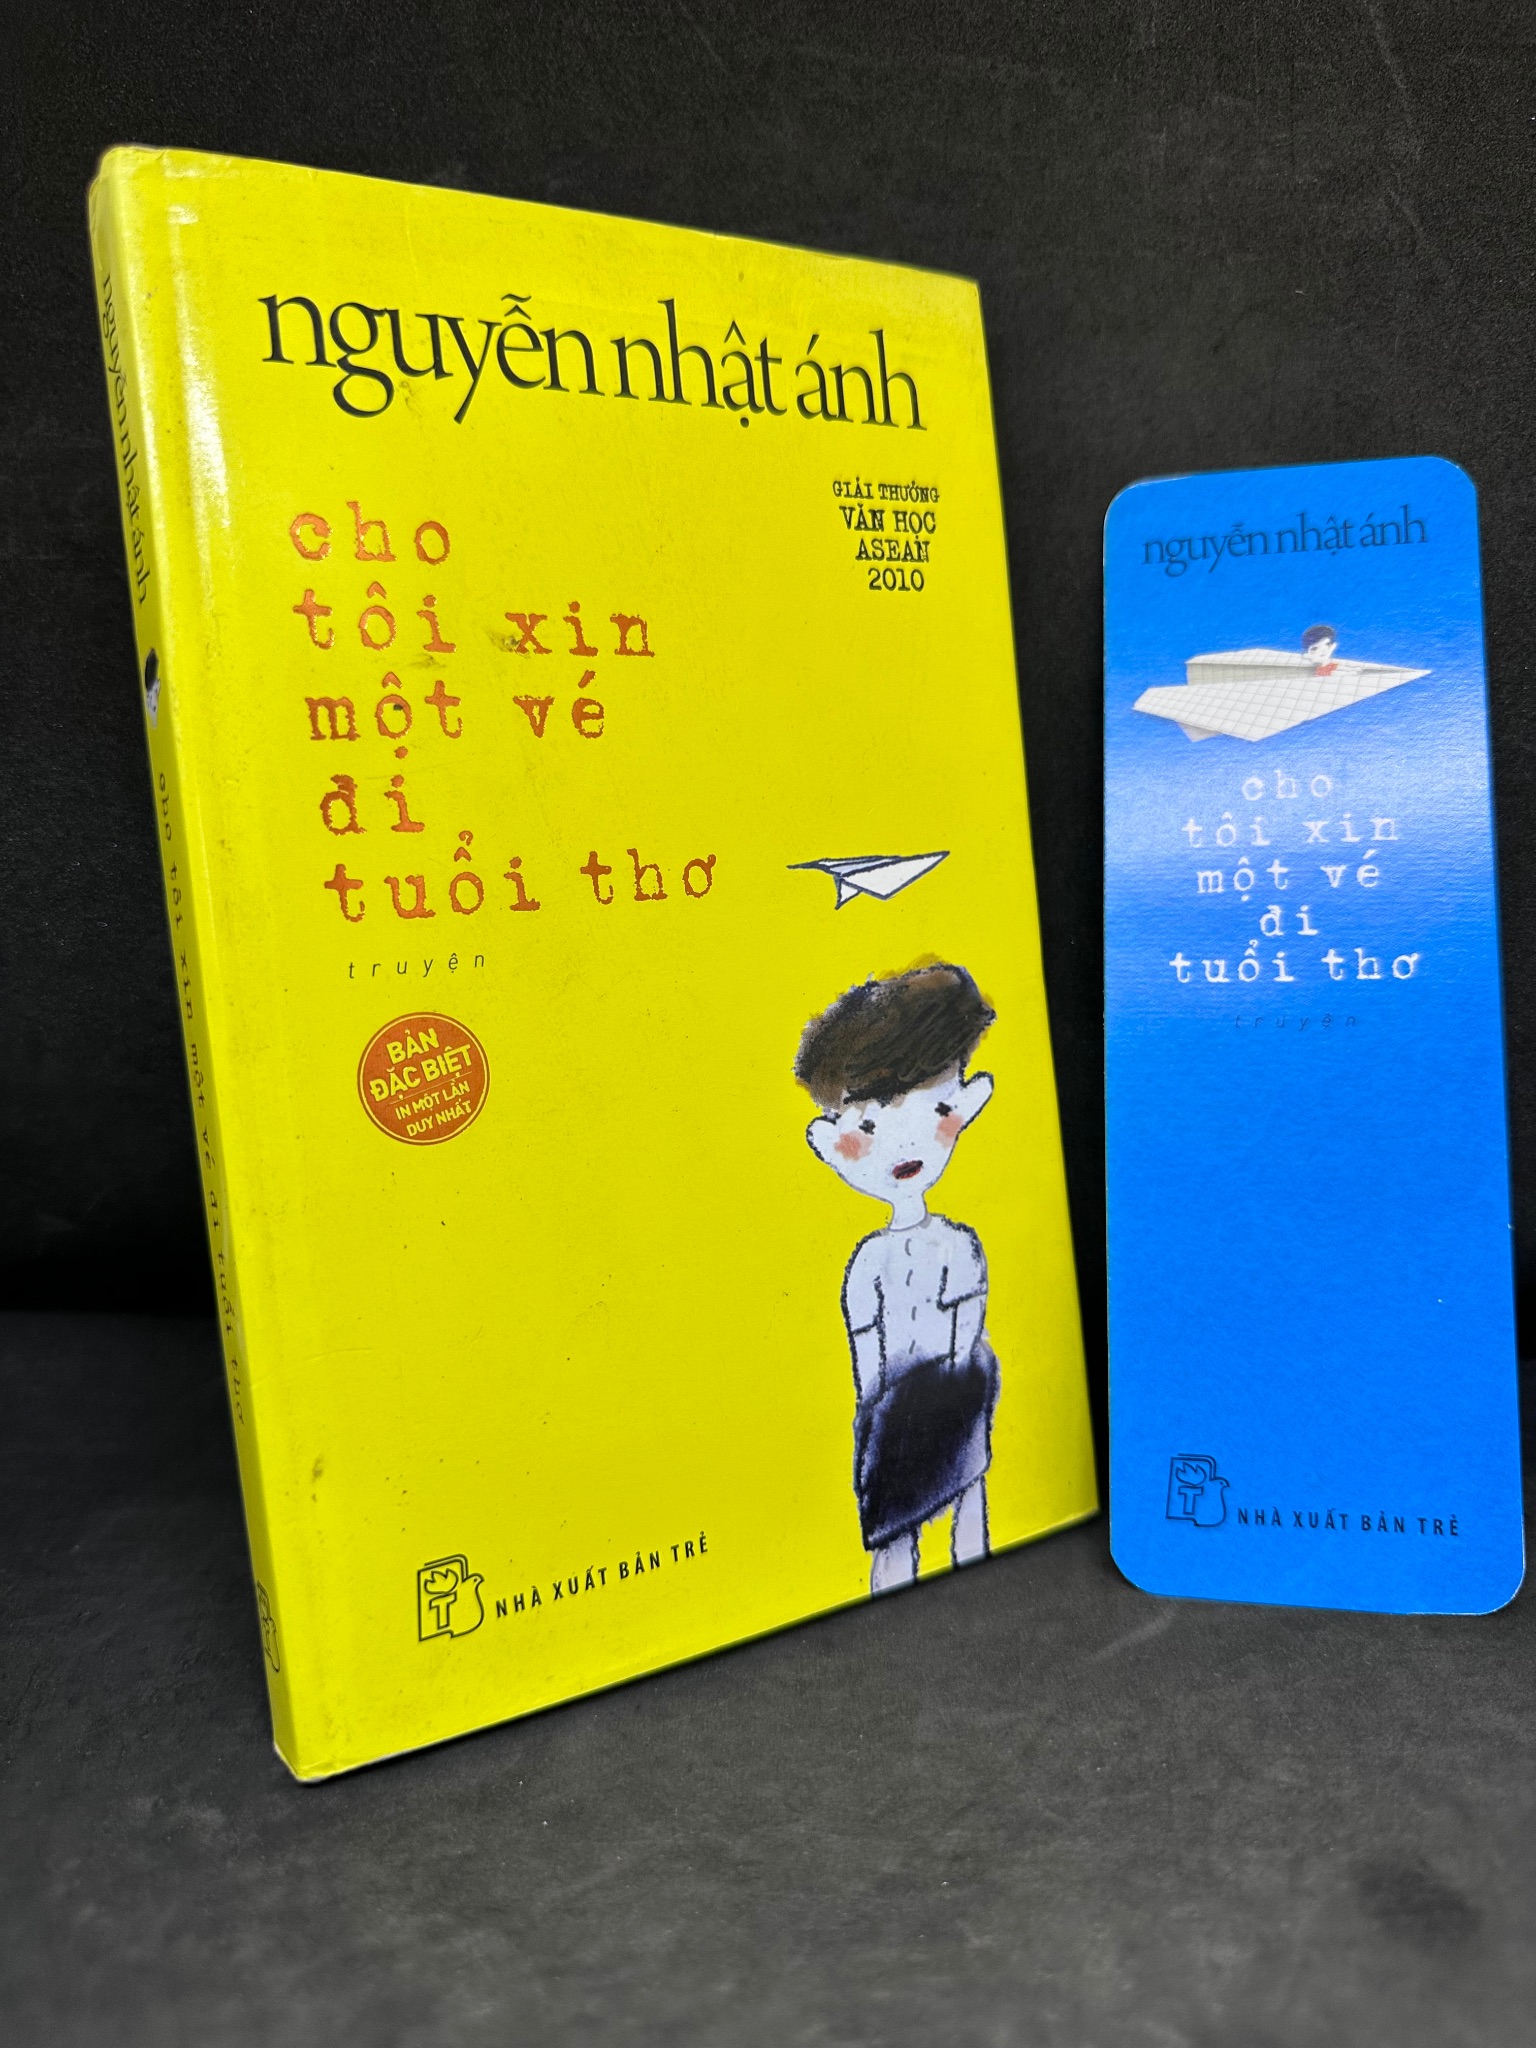 nguyễn nhật ánh
cho
tôi xin
một vé
đi
tuổi thơ
truyện
GIẢI THƯỞNG
VĂN HỌC
ASEAN
2010
BẢN
ĐẶC BIỆT
IN MỘT LẦN
DUY NHẤT
T NHÀ XUẤT BẢN TRẺ
nguyễn nhật ánh cho tôi xin một vé đi tuổi thơ
nguyễn nhật ánh
cho
tôi xin
một vé
đi
tuổi thơ
truyện
T NHÀ XUẤT BẢN TRẺ